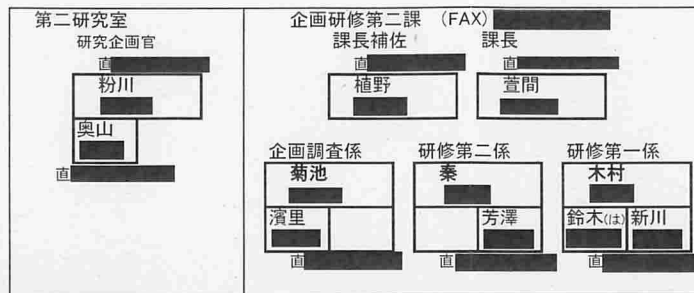 第二研究室
研究企画官
直
粉川
奥山
直
企画研修第二課 (FAX)
課長補佐
課長
直
直
植野
萱間
企画調査係
研修第二係
研修第一係
菊池
秦
木村
濱里
芳澤
鈴木(は)
新川
直
直
直